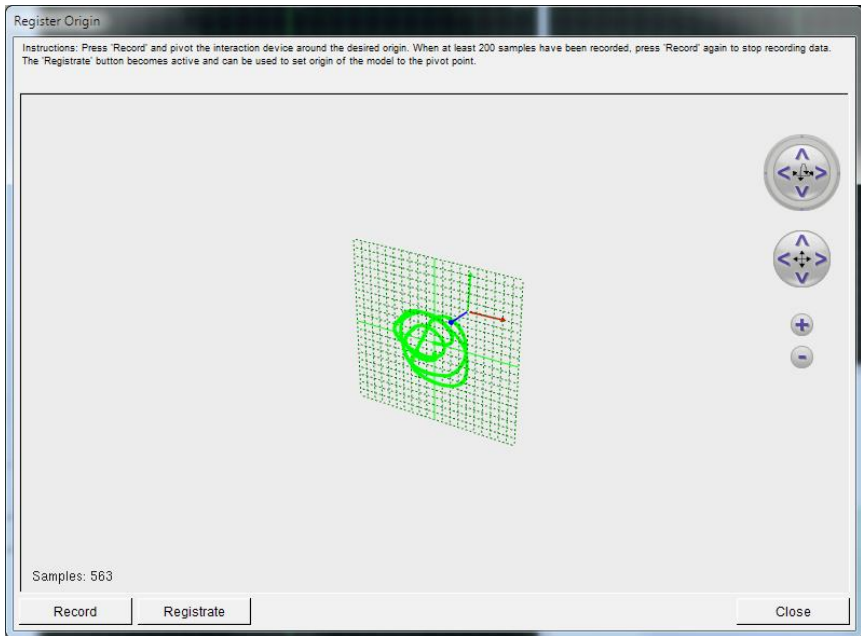 Register Origin
Instructions: Press 'Record' and pivot the interaction device around the desired origin. When at least 200 samples have been recorded, press 'Record' again to stop recording data.
The 'Registrate' button becomes active and can be used to set origin of the model to the pivot point.
Samples: 563
Record Registrate Close